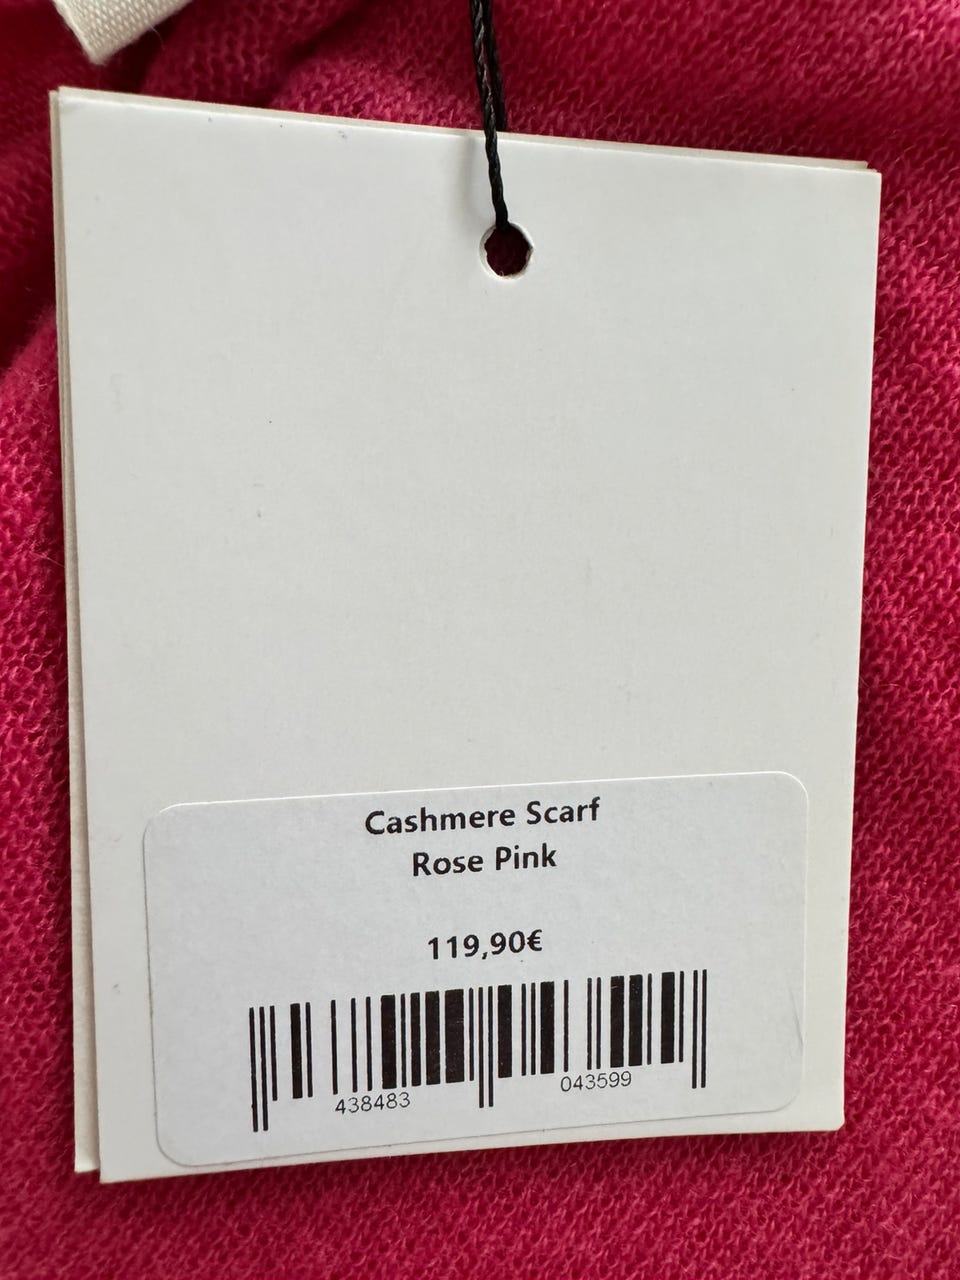 Cashmere Scarf
Rose Pink
119,90€
438483 043599